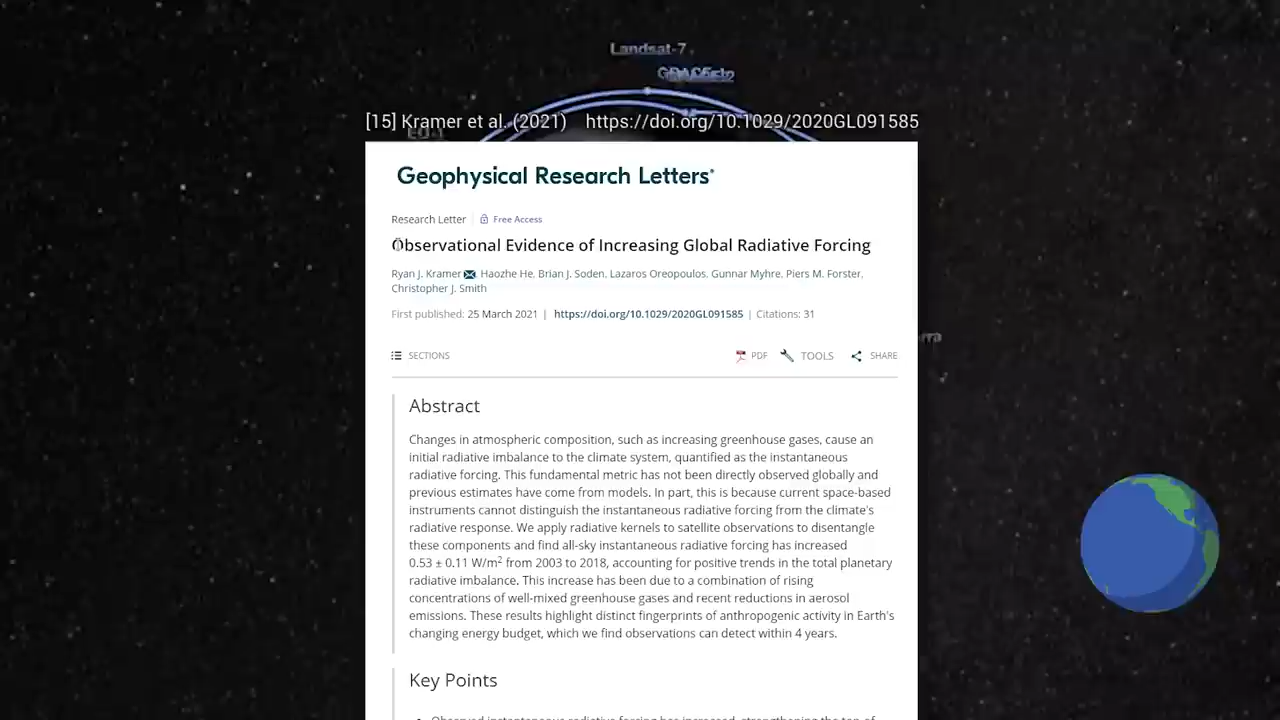 Landsat-7
[15] Kramer et al. (2021) https://doi.org/10.1029/2020GL091585
Geophysical Research Letters*
Research Letter | Free Access
Observational Evidence of Increasing Global Radiative Forcing
Ryan J. Kramer, Haozhe He, Brian J. Soden, Lazaros Oreopoulos, Gunnar Myhre, Piers M. Forster,
Christopher J. Smith
First published: 25 March 2021 | https://doi.org/10.1029/2020GL091585 | Citations: 31
SECTIONS PDF TOOLS SHARE
Abstract
Changes in atmospheric composition, such as increasing greenhouse gases, cause an
initial radiative imbalance to the climate system, quantified as the instantaneous
radiative forcing. This fundamental metric has not been directly observed globally and
previous estimates have come from models. In part, this is because current space-based
instruments cannot distinguish the instantaneous radiative forcing from the climate's
radiative response. We apply radiative kernels to satellite observations to disentangle
these components and find all-sky instantaneous radiative forcing has increased
0.53 ± 0.11 W/m² from 2003 to 2018, accounting for positive trends in the total planetary
radiative imbalance. This increase has been due to a combination of rising
concentrations of well-mixed greenhouse gases and recent reductions in aerosol
emissions. These results highlight distinct fingerprints of anthropogenic activity in Earth's
changing energy budget, which we find observations can detect within 4 years.
Key Points
Observed instantaneous radiative forcing has increased, strengthening the top-of